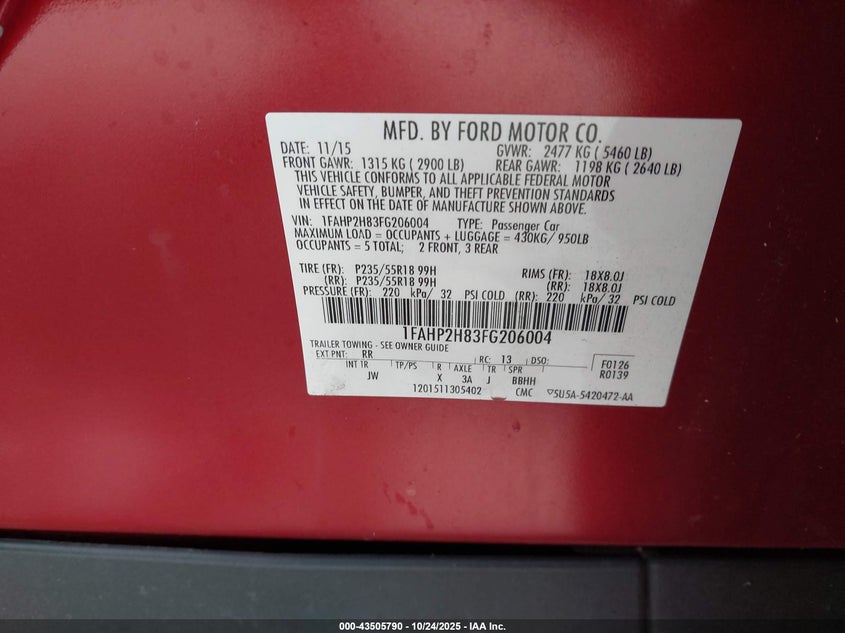 MFD. BY FORD MOTOR CO.
DATE: 11/15 GVWR: 2477 KG ( 5460 LB)
FRONT GAWR: 1315 KG ( 2900 LB) REAR GAWR: 1198 KG ( 2640 LB)
THIS VEHICLE CONFORMS TO ALL APPLICABLE FEDERAL MOTOR
VEHICLE SAFETY, BUMPER, AND THEFT PREVENTION STANDARDS
IN EFFECT ON THE DATE OF MANUFACTURE SHOWN ABOVE.
VIN: 1FAHP2H83FG206004 TYPE: Passenger Car
MAXIMUM LOAD = OCCUPANTS + LUGGAGE = 430KG/ 950LB
OCCUPANTS = 5 TOTAL; 2 FRONT, 3 REAR
TIRE (FR): P235/55R18 99H RIMS (FR): 18X8.0J
(RR): P235/55R18 99H (RR): 18X8.0J
PRESSURE (FR): 220 kPa/ 32 PSI COLD (RR): 220 kPa/ 32 PSI COLD
1FAHP2H83FG206004
TRAILER TOWING - SEE OWNER GUIDE
EXT PNT: RR RC: 13 DSO: F0126
INT TR TP/PS R AXLE TR SPR R0139
JW X 3A J BBHH
1201511305402 CMC 5U5A-5420472-AA
000-43505790 - 10/24/2025 - IAA Inc.